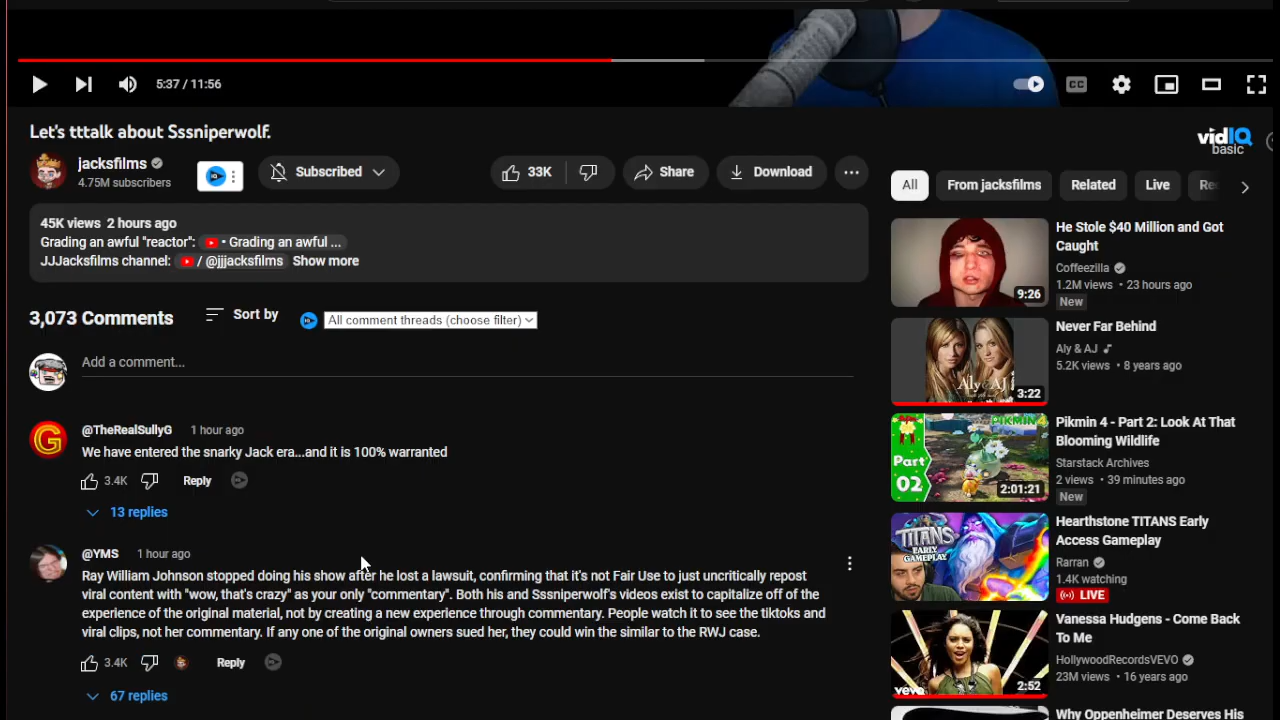 5:37 / 11:56
CC
Let's tttalk about Sssniperwolf.
vidIQ
basic
jacksfilms
4.75M subscribers
Subscribed
33K
Share
Download
All
From jacksfilms
Related
Live
45K views 2 hours ago
Grading an awful "reactor": • Grading an awful ...
JJJacksfilms channel: / @jjjacksfilms Show more
3,073 Comments
Sort by
All comment threads (choose filter)
Add a comment...
@TheRealSullyG 1 hour ago
We have entered the snarky Jack era...and it is 100% warranted
3.4K
Reply
13 replies
@YMS 1 hour ago
Ray William Johnson stopped doing his show after he lost a lawsuit, confirming that it's not Fair Use to just uncritically repost
viral content with "wow, that's crazy" as your only "commentary". Both his and Sssniperwolf's videos exist to capitalize off of the
experience of the original material, not by creating a new experience through commentary. People watch it to see the tiktoks and
viral clips, not her commentary. If any one of the original owners sued her, they could win the similar to the RWJ case.
3.4K
Reply
67 replies
9:26
He Stole $40 Million and Got
Caught
Coffeezilla
1.2M views • 23 hours ago
New
Aly & AJ
3:22
Never Far Behind
Aly & AJ
5.2K views • 8 years ago
PIKMIN 4
Part
02
2:01:21
Pikmin 4 - Part 2: Look At That
Blooming Wildlife
Starstack Archives
2 views • 39 minutes ago
New
TITANS
EARLY
GAMEPLAY
Hearthstone TITANS Early
Access Gameplay
Rarran
1.4K watching
LIVE
vevo
2:52
Vanessa Hudgens - Come Back
To Me
HollywoodRecordsVEVO
23M views • 16 years ago
Why Oppenheimer Deserves His